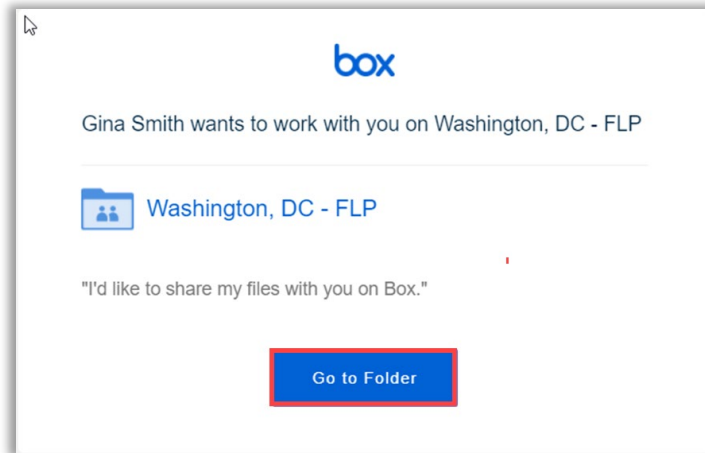 box
Gina Smith wants to work with you on Washington, DC - FLP
Washington, DC - FLP
"I'd like to share my files with you on Box."
Go to Folder